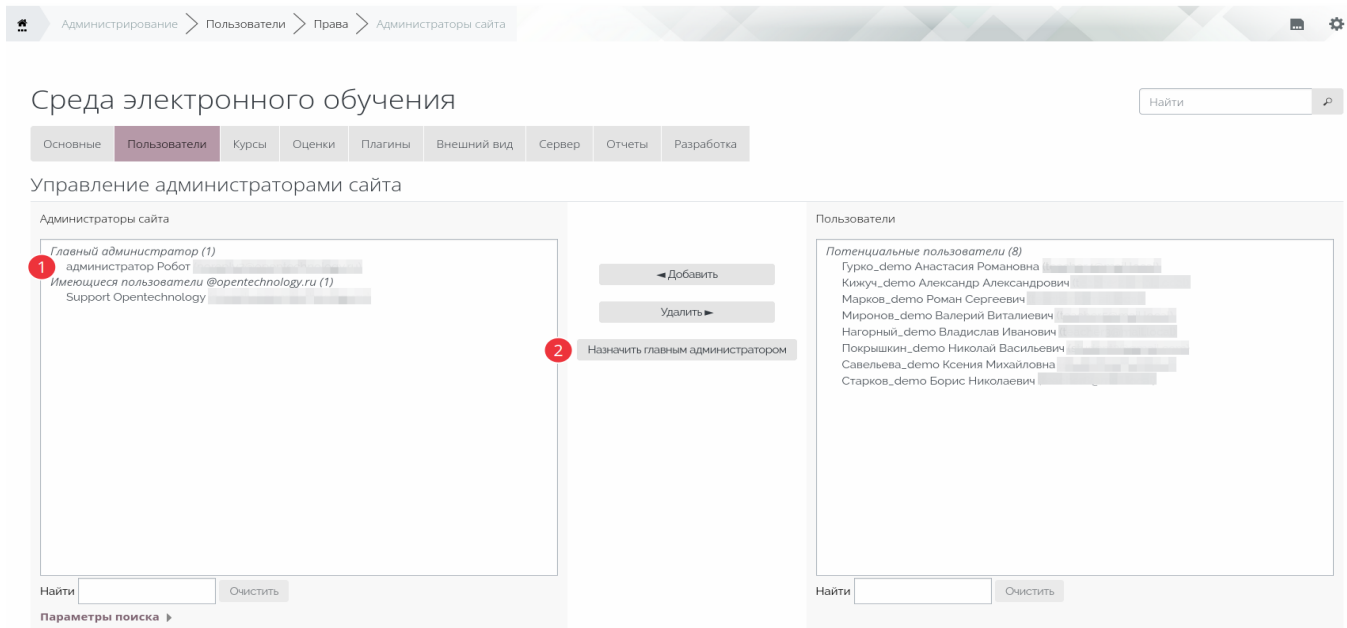 Администрирование > Пользователи > Права > Администраторы сайта
Среда электронного обучения
Найти
Основные Пользователи Курсы Оценки Плагины Внешний вид Сервер Отчеты Разработка
Управление администраторами сайта
Администраторы сайта
Главный администратор (1)
1 администратор Робот
Имеющиеся пользователи @opentechnology.ru (1)
Support Opentechnology
◄ Добавить
Удалить ►
2 Назначить главным администратором
Пользователи
Потенциальные пользователи (8)
Гурко_demo Анастасия Романовна
Кижуч_demo Александр Александрович
Марков_demo Роман Сергеевич
Миронов_demo Валерий Виталиевич
Нагорный_demo Владислав Иванович
Покрышкин_demo Николай Васильевич
Савельева_demo Ксения Михайловна
Старков_demo Борис Николаевич
Найти Очистить
Найти Очистить
Параметры поиска